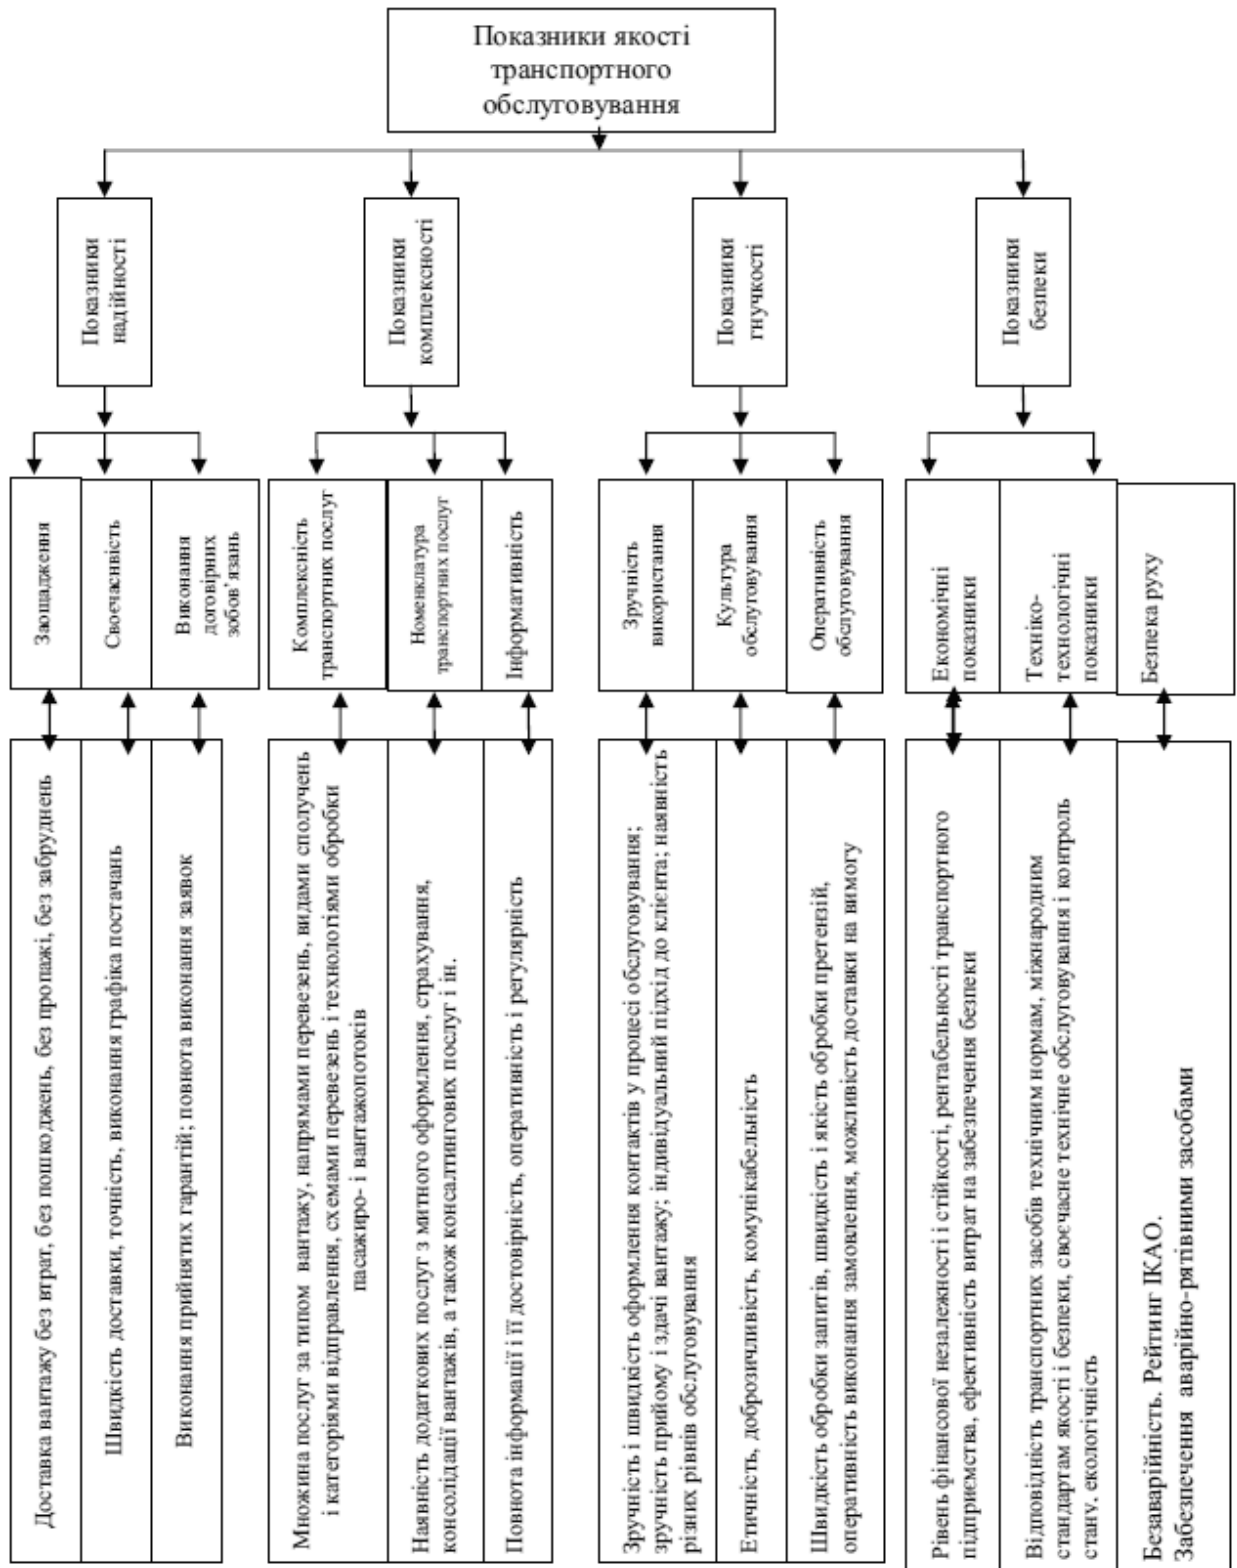 Показники якості
транспортного
обслуговування
Показники
надійності
Показники
комплексності
Показники
гнучкості
Показники
безпеки
Заощадження
Своєчасність
Виконання
договірних
зобов’язань
Комплексність
транспортних послуг
Номенклатура
транспортних послуг
Інформативність
Зручність
використання
Культура
обслуговування
Оперативність
обслуговування
Економічні
показники
Техніко-
технологічні
показники
Безпека руху
Доставка вантажу без втрат, без пошкоджень, без пропажі, без забруднень
Швидкість доставки, точність, виконання графіка постачань
Виконання прийнятих гарантій; повнота виконання заявок
Множина послуг за типом вантажу, напрямами перевезень, видами сполучень
і категоріями відправлення, схемами перевезень і технологіями обробки
пасажиро- і вантажопотоків
Наявність додаткових послуг з митного оформлення, страхування,
консолідації вантажів, а також консалтингових послуг і ін.
Повнота інформації і її достовірність, оперативність і регулярність
Зручність і швидкість оформлення контактів у процесі обслуговування;
зручність прийому і здачі вантажу; індивідуальний підхід до клієнта; наявність
різних рівнів обслуговування
Етичність, доброзичливість, комунікабельність
Швидкість обробки запитів, швидкість і якість обробки претензій,
оперативність виконання замовлення, можливість доставки на вимогу
Рівень фінансової незалежності і стійкості, рентабельності транспортного
підприємства, ефективність витрат на забезпечення безпеки
Відповідність транспортних засобів технічним нормам, міжнародним
стандартам якості і безпеки, своєчасне технічне обслуговування і контроль
стану, екологічність
Безаварійність. Рейтинг ІКАО.
Забезпечення аварійно-рятівними засобами